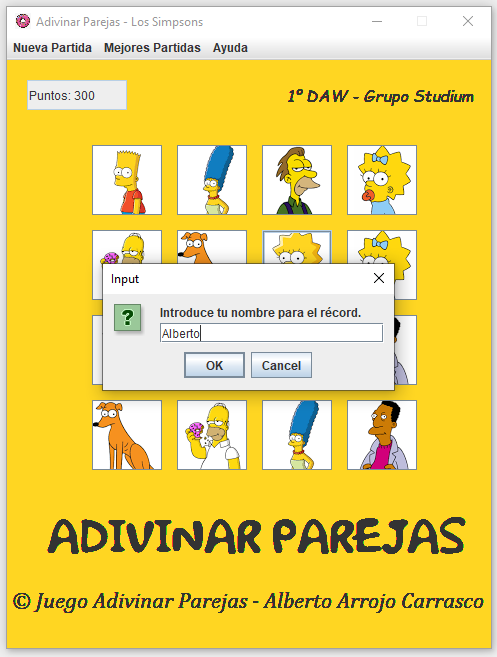 Adivinar Parejas - Los Simpsons
Nueva Partida Mejores Partidas Ayuda
Puntos: 300
1º DAW - Grupo Studium
Input
?
Introduce tu nombre para el récord.
Alberto
OK Cancel
ADIVINAR PAREJAS
© Juego Adivinar Parejas - Alberto Arrojo Carrasco